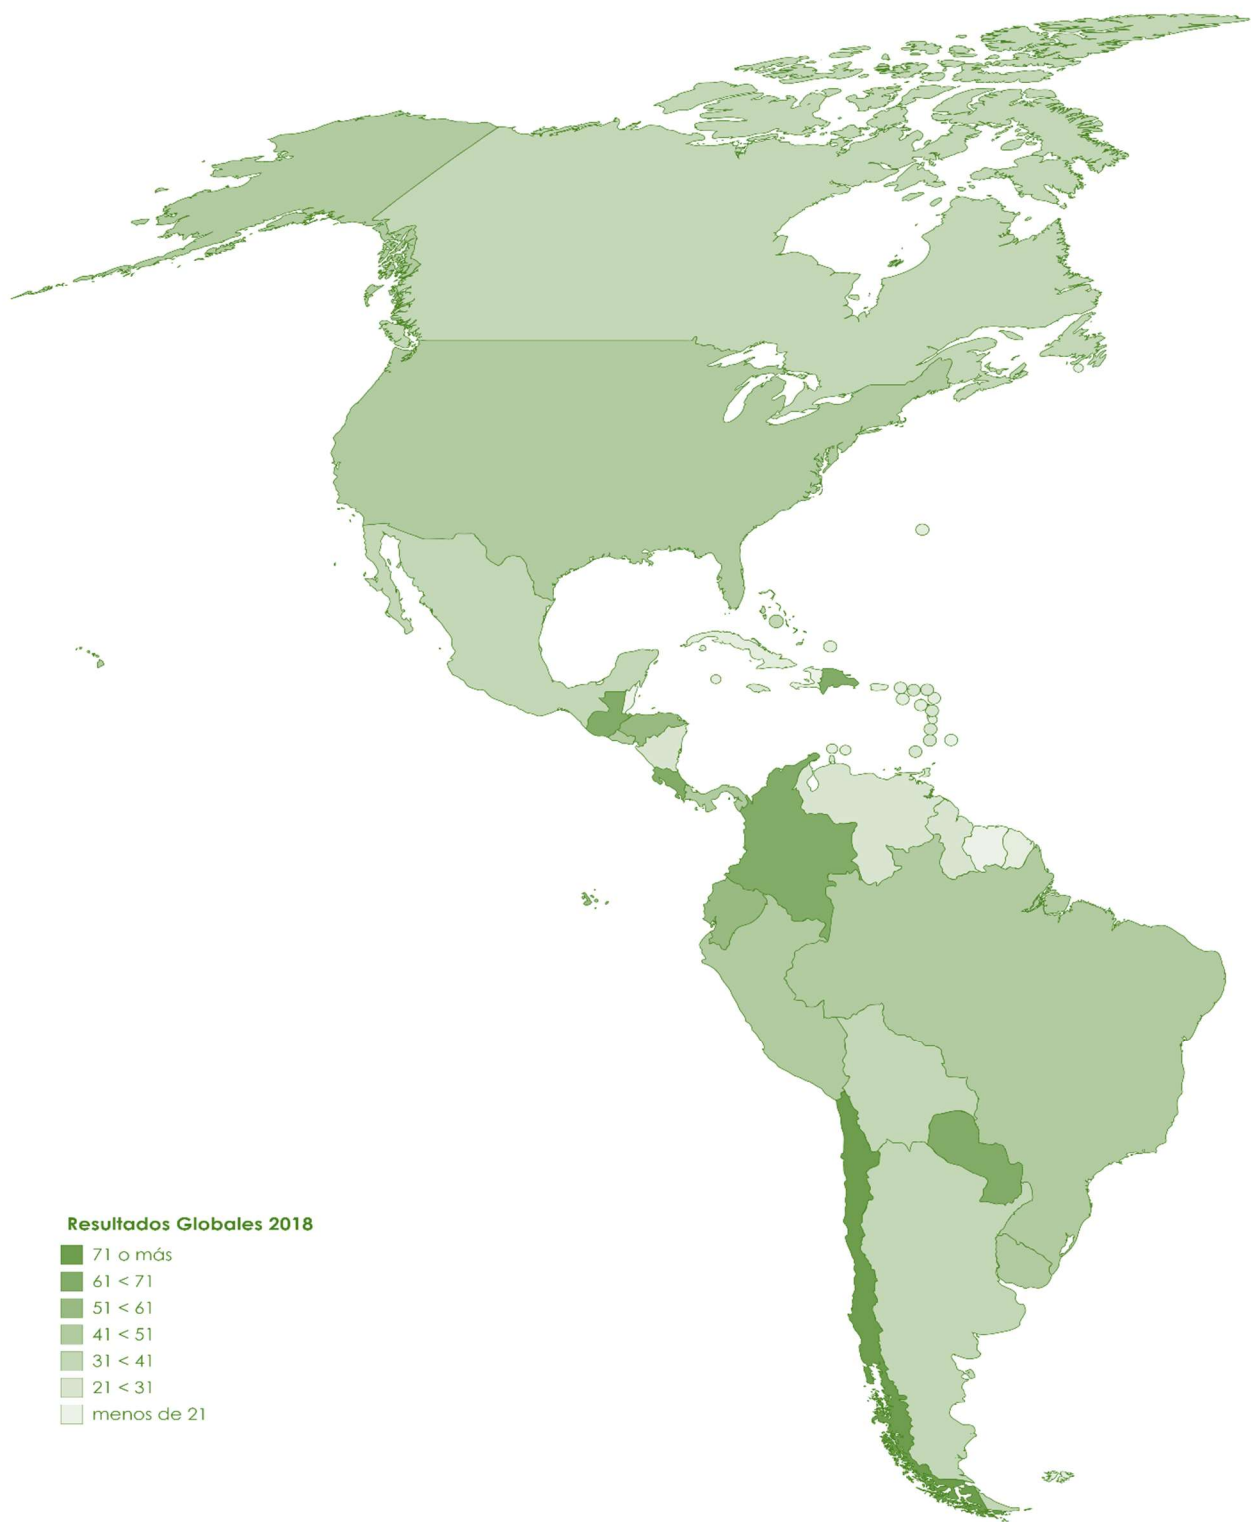 Resultados Globales 2018
71 o más
61 < 71
51 < 61
41 < 51
31 < 41
21 < 31
menos de 21